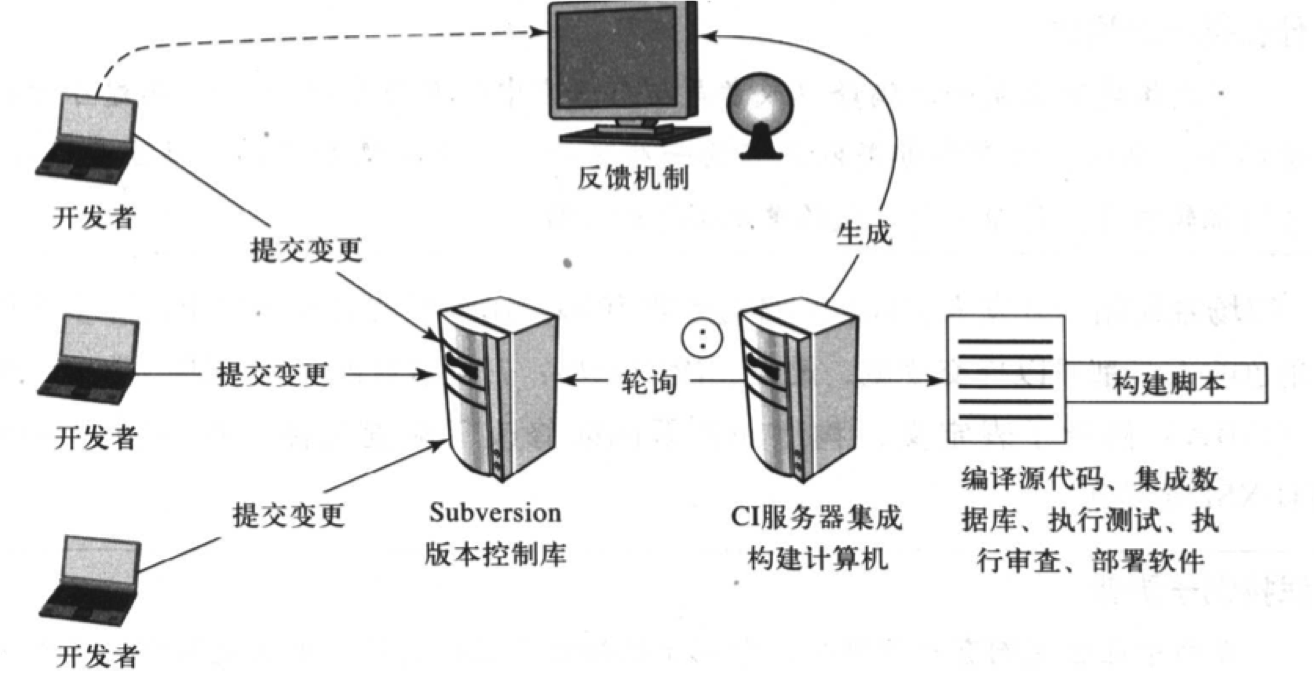 反馈机制
开发者
提交变更
生成
开发者
提交变更
轮询
构建脚本
开发者
提交变更
Subversion
版本控制库
CI服务器集成
构建计算机
编译源代码、集成数
据库、执行测试、执
行审查、部署软件